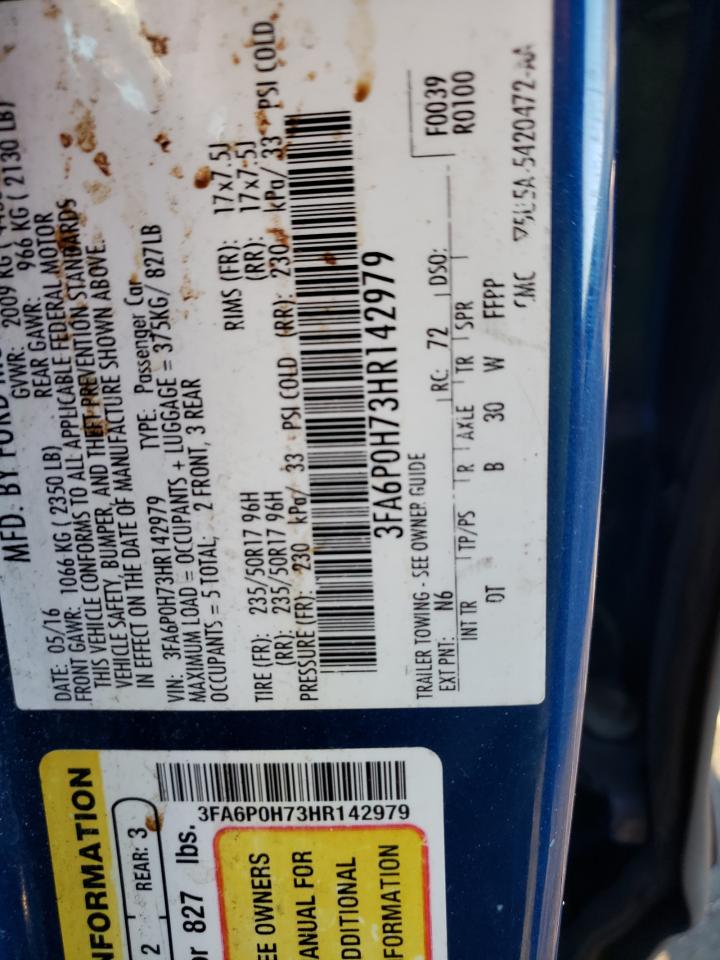 MFD. BY FORD
DATE: 05/16 GVWR: 2009 KG
FRONT GAWR: 1066 KG ( 2350 LB) REAR GAWR: 966 KG ( 2130 LB)
THIS VEHICLE CONFORMS TO ALL APPLICABLE FEDERAL MOTOR
VEHICLE SAFETY, BUMPER, AND THEFT PREVENTION STANDARDS
IN EFFECT ON THE DATE OF MANUFACTURE SHOWN ABOVE.
VIN: 3FA6P0H73HR142979 TYPE: Passenger Car
MAXIMUM LOAD = OCCUPANTS + LUGGAGE = 375KG/ 827LB
OCCUPANTS = 5 TOTAL; 2 FRONT, 3 REAR
TIRE (FR): 235/50R17 96H RIMS (FR): 17x7.5J
(RR): 235/50R17 96H (RR): 17x7.5J
PRESSURE (FR): 230 kPa/ 33 PSI COLD (RR): 230 kPa/ 33 PSI COLD
3FA6P0H73HR142979
F0039
R0100
TRAILER TOWING - SEE OWNER GUIDE
EXT PNT: N6 RC: 72 DSO:
INT TR TP/PS R AXLE TR SPR
DT B 30 W FFPP
5420472
NFORMATION
2 REAR: 3
or 827 lbs.
3FA6P0H73HR142979
EE OWNERS
ANUAL FOR
DDITIONAL
FORMATION